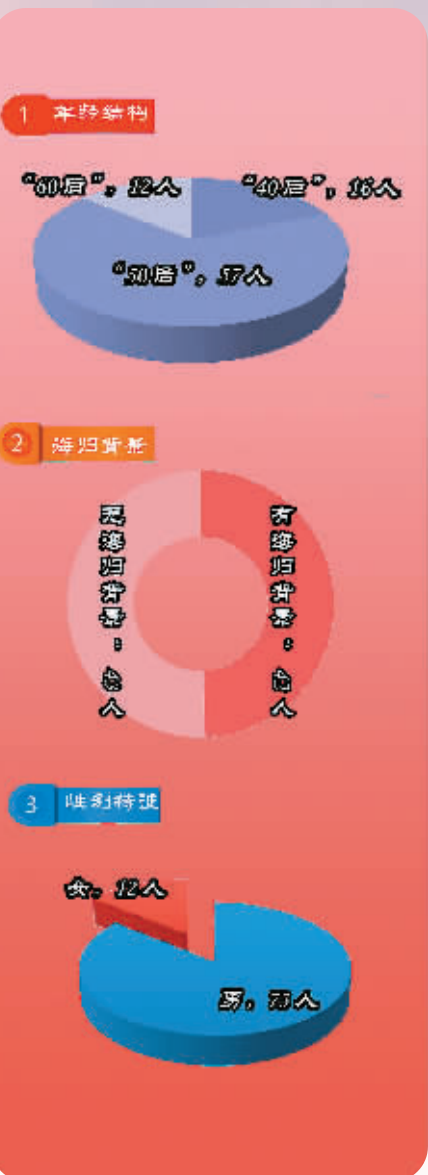 1 年龄结构
“60后”，12人
“40后”，16人
“50后”，57人
2 海归背景
无海归背景：
人
有海归背景：
人
3 性别特征
女，12人
男，73人